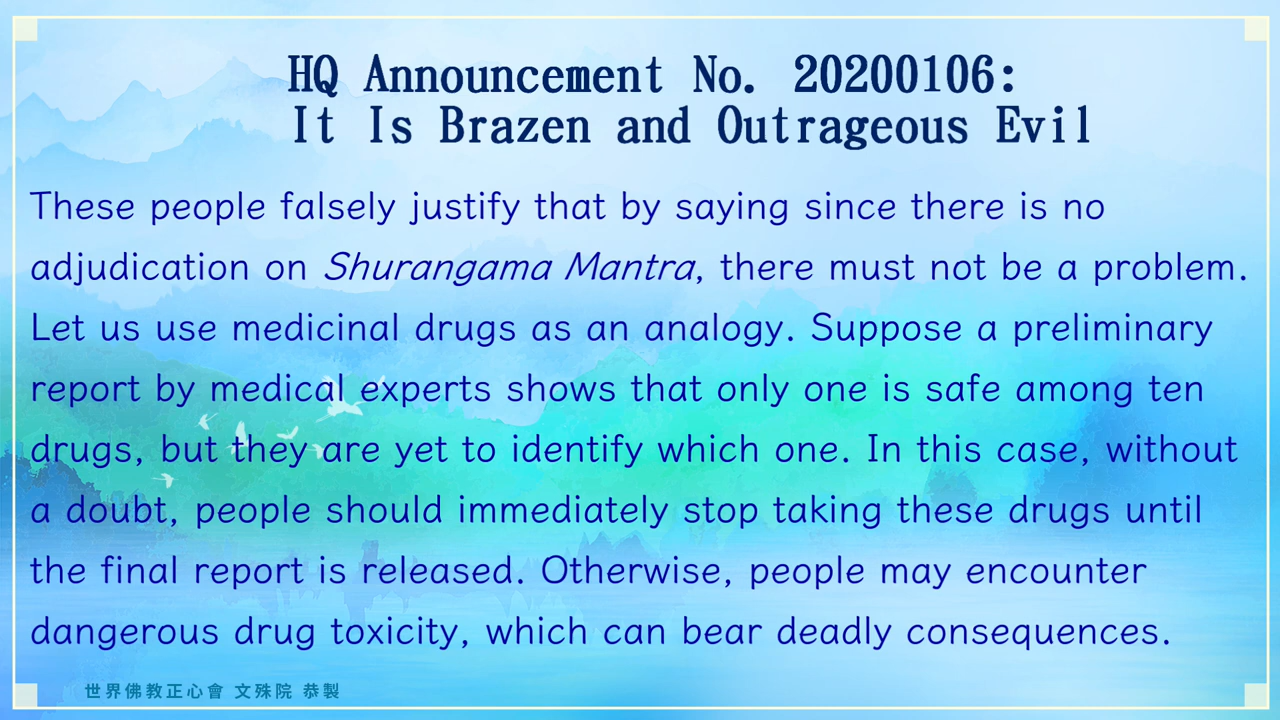 HQ Announcement No. 20200106:
It Is Brazen and Outrageous Evil
These people falsely justify that by saying since there is no
adjudication on Shurangama Mantra, there must not be a problem.
Let us use medicinal drugs as an analogy. Suppose a preliminary
report by medical experts shows that only one is safe among ten
drugs, but they are yet to identify which one. In this case, without
a doubt, people should immediately stop taking these drugs until
the final report is released. Otherwise, people may encounter
dangerous drug toxicity, which can bear deadly consequences.
世界佛教正心會 文殊院 恭製